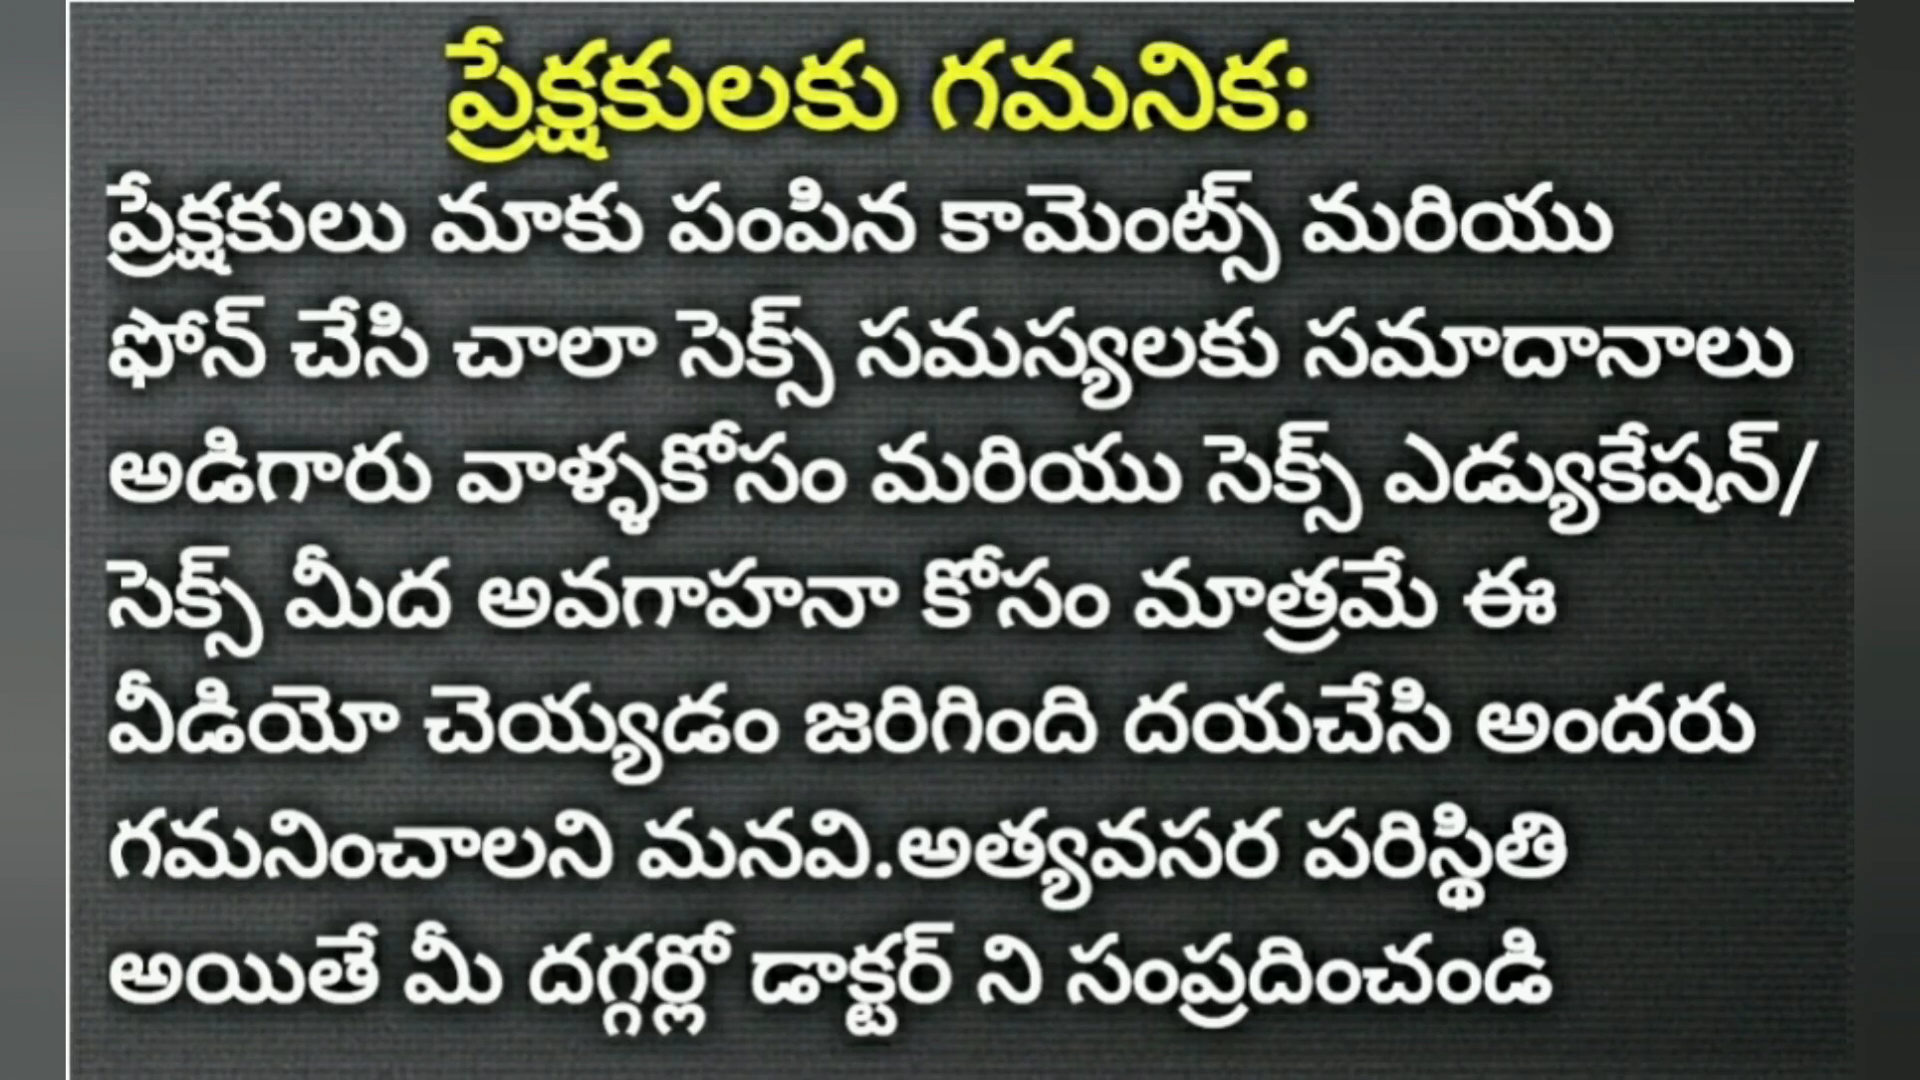 ప్రేక్షకులకు గమనిక:
ప్రేక్షకులు మాకు పంపిన కామెంట్స్ మరియు
ఫోన్ చేసి చాలా సెక్స్ సమస్యలకు సమాదానాలు
అడిగారు వాళ్ళకోసం మరియు సెక్స్ ఎడ్యుకేషన్/
సెక్స్ మీద అవగాహనా కోసం మాత్రమే ఈ
వీడియో చెయ్యడం జరిగింది దయచేసి అందరు
గమనించాలని మనవి.అత్యవసర పరిస్థితి
అయితే మీ దగ్గర్లో డాక్టర్ ని సంప్రదించండి